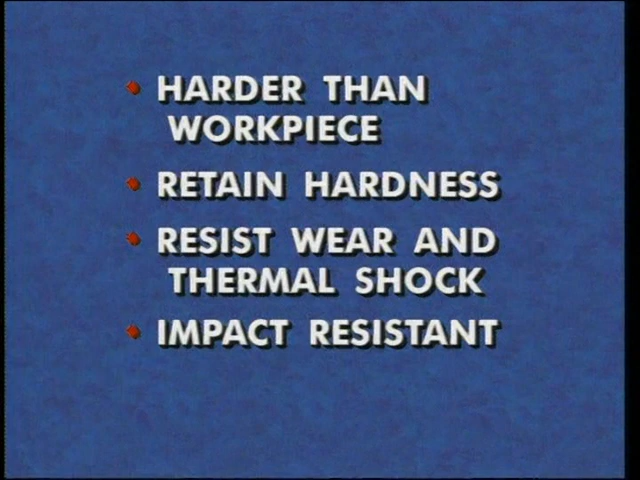 HARDER THAN
WORKPIECE
RETAIN HARDNESS
RESIST WEAR AND
THERMAL SHOCK
IMPACT RESISTANT